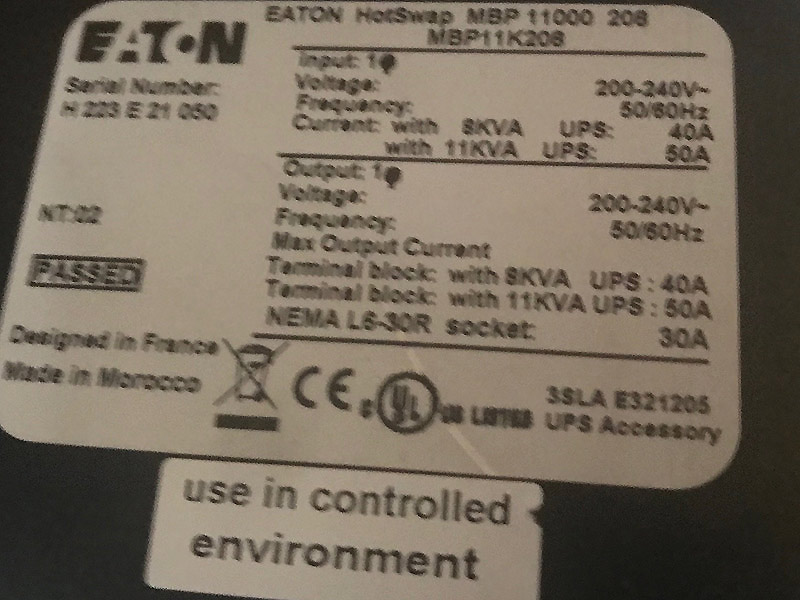 EATON
EATON HotSwap MBP 11000 208
MBP11K208
Serial Number:
H 223 E 21 050
NT:02
PASSED
Designed in France
Made in Morocco
Input: 1ϕ
Voltage: 200-240V~
Frequency: 50/60Hz
Current: with 8KVA UPS: 40A
with 11KVA UPS: 50A
Output: 1ϕ
Voltage: 200-240V~
Frequency: 50/60Hz
Max Output Current
Terminal block: with 8KVA UPS : 40A
Terminal block: with 11KVA UPS : 50A
NEMA L6-30R socket: 30A
CE
c UL US LISTED
3SLA E321205
UPS Accessory
use in controlled
environment